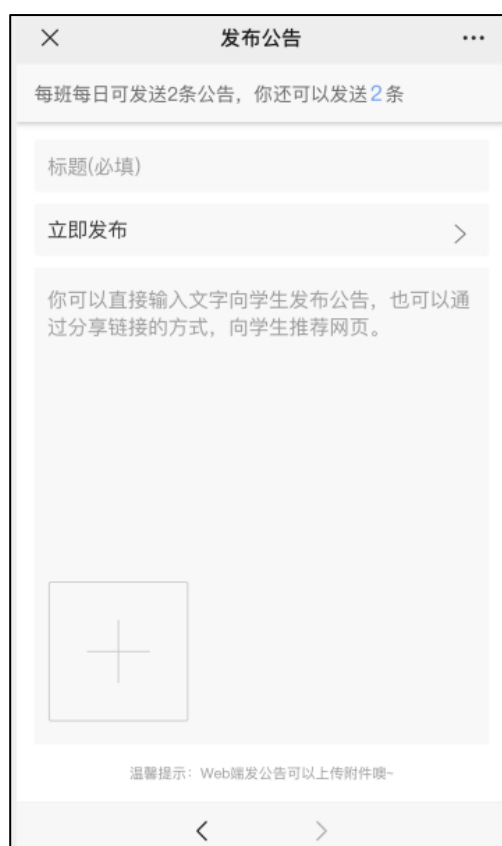 发布公告
每班每日可发送2条公告，你还可以发送2条
标题(必填)
立即发布
你可以直接输入文字向学生发布公告，也可以通
过分享链接的方式，向学生推荐网页。
温馨提示：Web端发公告可以上传附件噢~